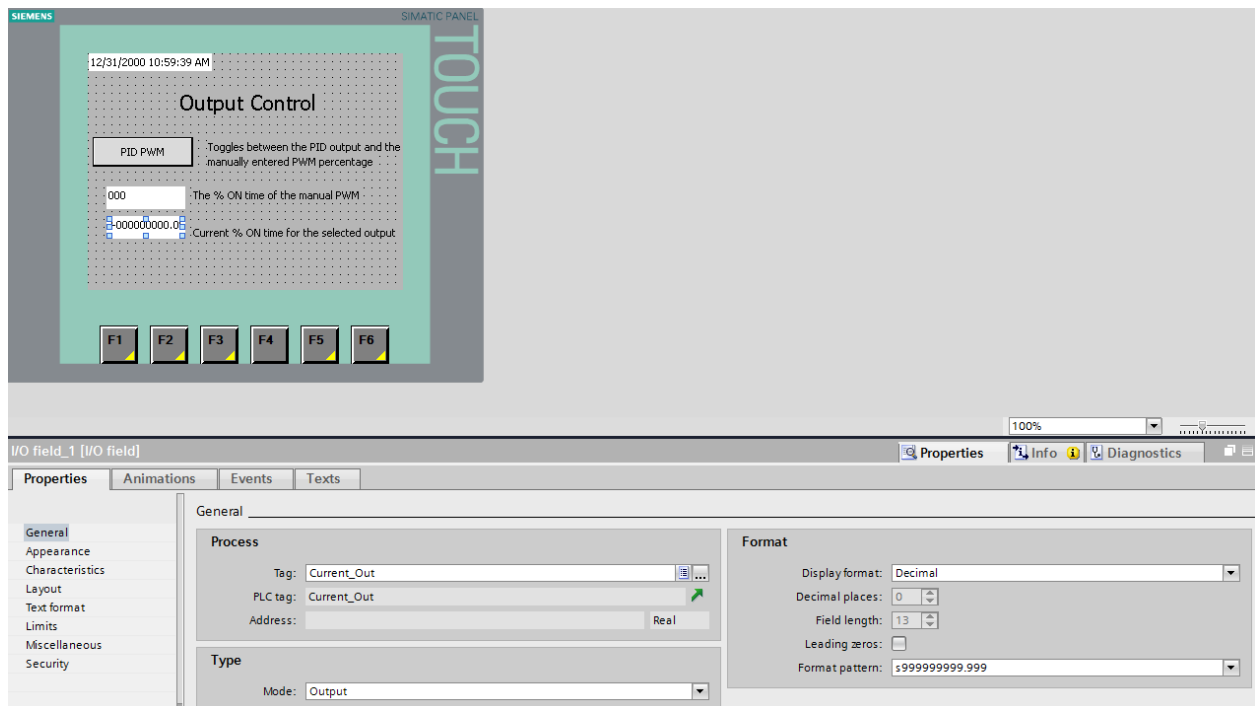 SIEMENS
SIMATIC PANEL
TOUCH
12/31/2000 10:59:39 AM
Output Control
PID PWM
Toggles between the PID output and the
manually entered PWM percentage
000
The % ON time of the manual PWM
-000000000.0
Current % ON time for the selected output
F1 F2 F3 F4 F5 F6
100%
I/O field_1 [I/O field]
Properties Info Diagnostics
Properties Animations Events Texts
General
Appearance
Characteristics
Layout
Text format
Limits
Miscellaneous
Security
General
Process
Tag: Current_Out ...
PLC tag: Current_Out
Address: Real
Type
Mode: Output
Format
Display format: Decimal
Decimal places: 0
Field length: 13
Leading zeros:
Format pattern: s999999999.999